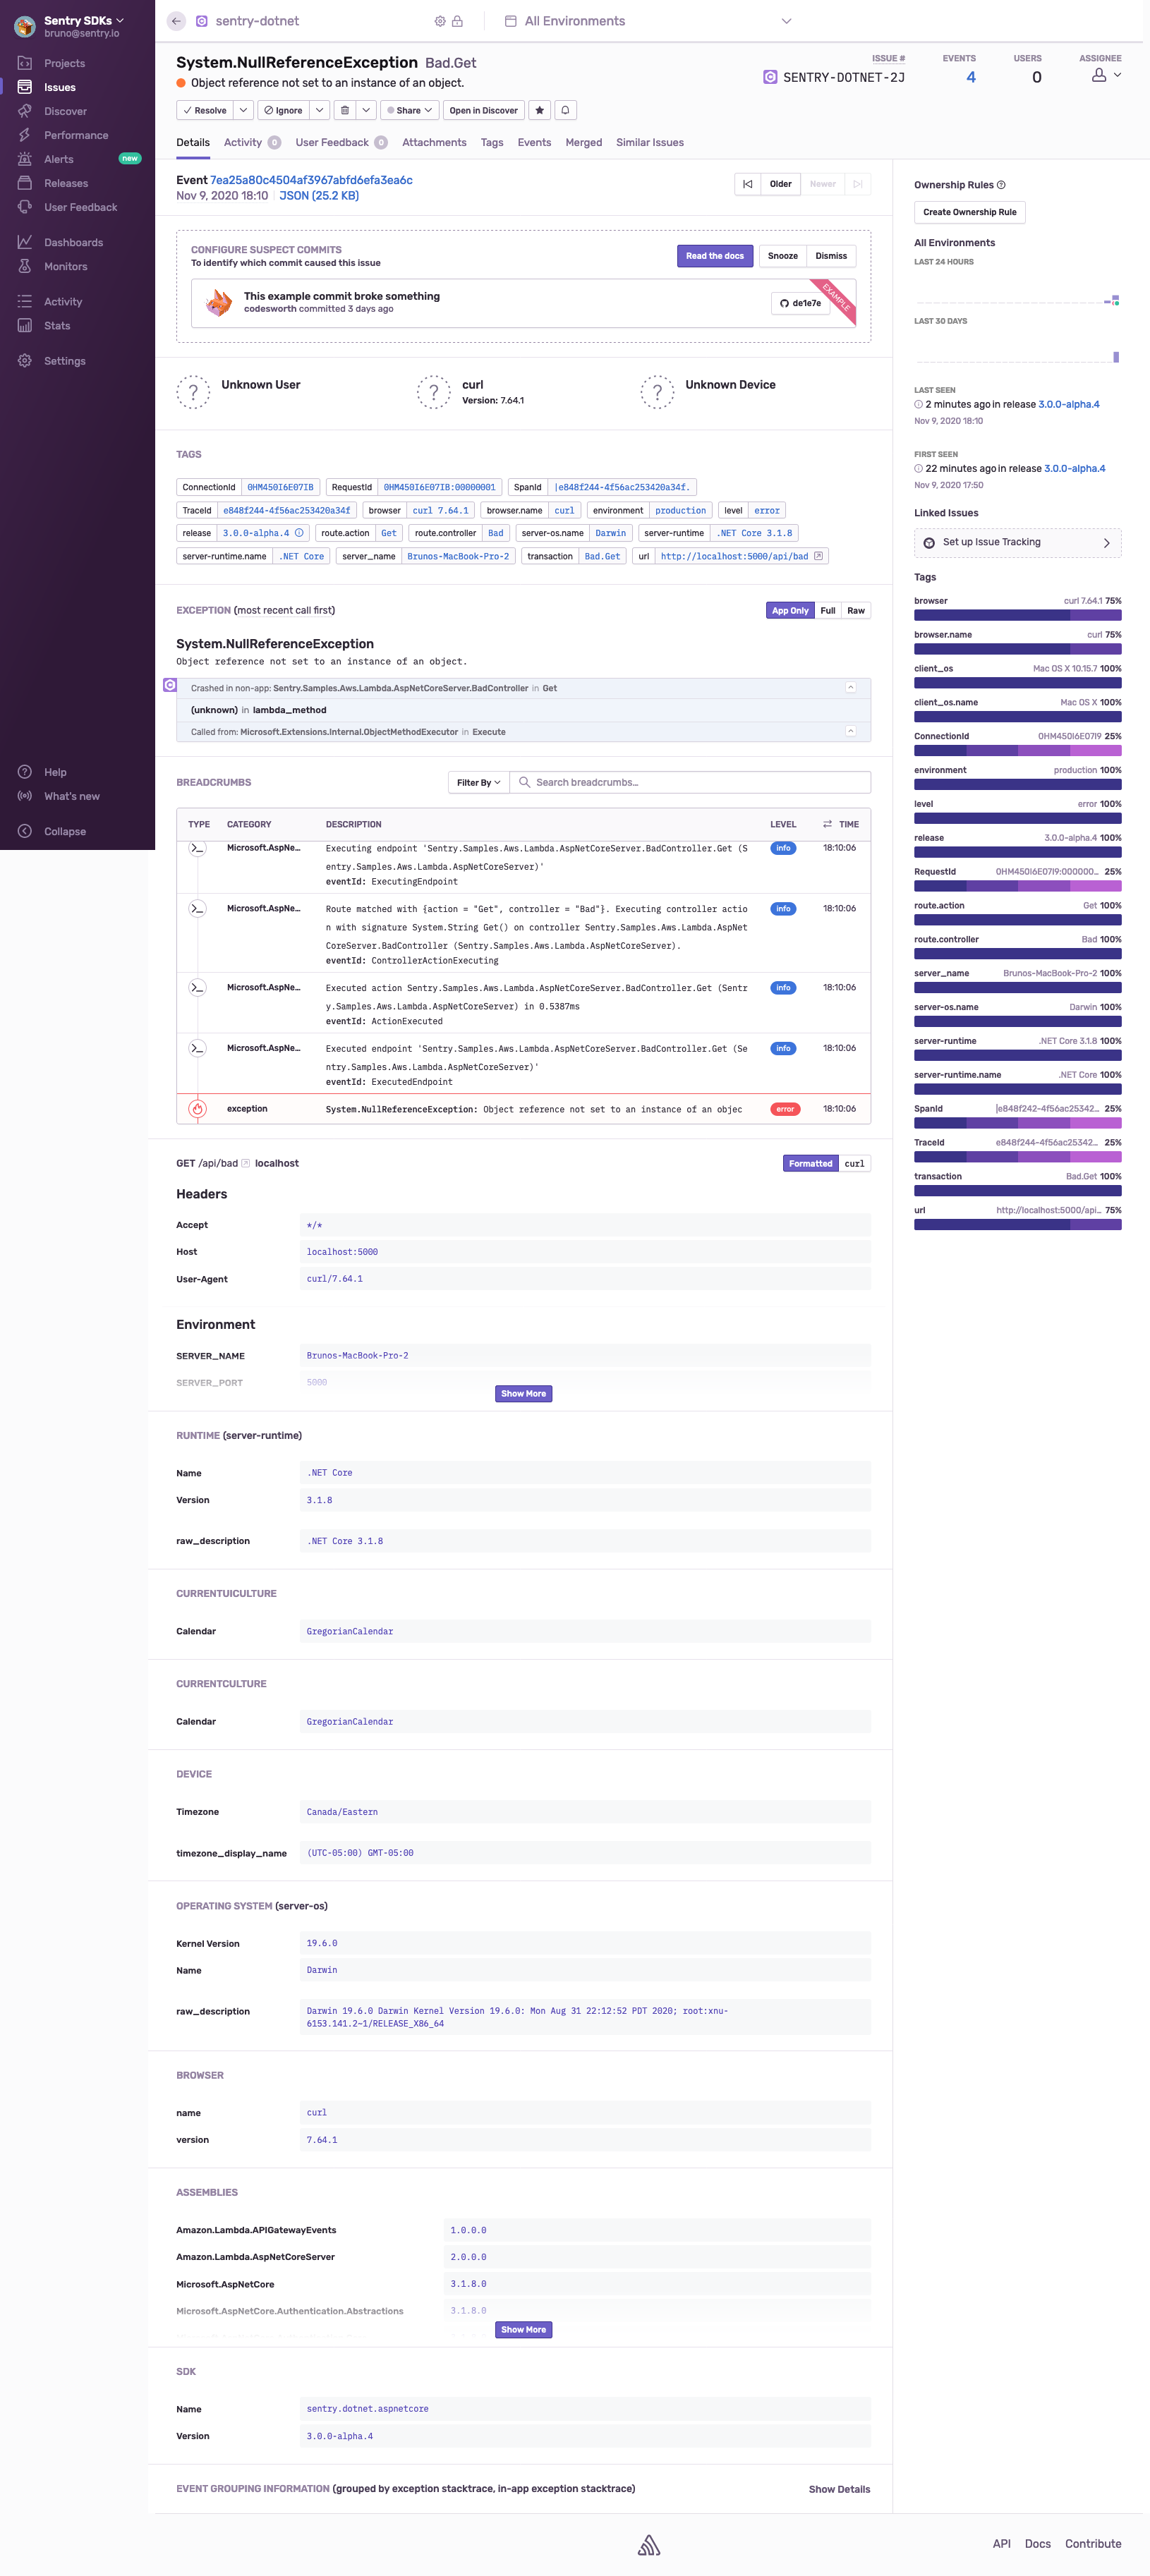 Sentry SDKs
bruno@sentry.io
Projects
Issues
Discover
Performance
Alerts
new
Releases
User Feedback
Dashboards
Monitors
Activity
Stats
Settings
Help
What's new
Collapse
sentry-dotnet
All Environments
System.NullReferenceException Bad.Get
Object reference not set to an instance of an object.
ISSUE #
SENTRY-DOTNET-2J
EVENTS
4
USERS
0
ASSIGNEE
Resolve
Ignore
Share
Open in Discover
Details
Activity 0
User Feedback 0
Attachments
Tags
Events
Merged
Similar Issues
Event 7ea25a80c4504af3967abfd6efa3ea6c
Nov 9, 2020 18:10 JSON (25.2 KB)
Older
Newer
CONFIGURE SUSPECT COMMITS
To identify which commit caused this issue
Read the docs
Snooze
Dismiss
This example commit broke something
codesworth committed 3 days ago
de1e7e
EXAMPLE
? Unknown User
? curl
Version: 7.64.1
? Unknown Device
TAGS
ConnectionId 0HM450I6E07IB RequestId 0HM450I6E07IB:00000001 SpanId |e848f244-4f56ac253420a34f.
TraceId e848f244-4f56ac253420a34f browser curl 7.64.1 browser.name curl environment production level error
release 3.0.0-alpha.4 route.action Get route.controller Bad server-os.name Darwin server-runtime .NET Core 3.1.8
server-runtime.name .NET Core server_name Brunos-MacBook-Pro-2 transaction Bad.Get url http://localhost:5000/api/bad
EXCEPTION (most recent call first)
App Only
Full
Raw
System.NullReferenceException
Object reference not set to an instance of an object.
Crashed in non-app: Sentry.Samples.Aws.Lambda.AspNetCoreServer.BadController in Get
(unknown) in lambda_method
Called from: Microsoft.Extensions.Internal.ObjectMethodExecutor in Execute
BREADCRUMBS
Filter By
Search breadcrumbs...
TYPE CATEGORY DESCRIPTION LEVEL TIME
Microsoft.AspNe... Executing endpoint 'Sentry.Samples.Aws.Lambda.AspNetCoreServer.BadController.Get (S info 18:10:06
entry.Samples.Aws.Lambda.AspNetCoreServer)'
eventId: ExecutingEndpoint
Microsoft.AspNe... Route matched with {action = "Get", controller = "Bad"}. Executing controller actio info 18:10:06
n with signature System.String Get() on controller Sentry.Samples.Aws.Lambda.AspNet
CoreServer.BadController (Sentry.Samples.Aws.Lambda.AspNetCoreServer).
eventId: ControllerActionExecuting
Microsoft.AspNe... Executed action Sentry.Samples.Aws.Lambda.AspNetCoreServer.BadController.Get (Sentr info 18:10:06
y.Samples.Aws.Lambda.AspNetCoreServer) in 0.5387ms
eventId: ActionExecuted
Microsoft.AspNe... Executed endpoint 'Sentry.Samples.Aws.Lambda.AspNetCoreServer.BadController.Get (Se info 18:10:06
ntry.Samples.Aws.Lambda.AspNetCoreServer)'
eventId: ExecutedEndpoint
exception System.NullReferenceException: Object reference not set to an instance of an objec error 18:10:06
GET /api/bad localhost
Formatted
curl
Headers
Accept */*
Host localhost:5000
User-Agent curl/7.64.1
Environment
SERVER_NAME Brunos-MacBook-Pro-2
SERVER_PORT 5000
Show More
RUNTIME (server-runtime)
Name .NET Core
Version 3.1.8
raw_description .NET Core 3.1.8
CURRENTUICULTURE
Calendar GregorianCalendar
CURRENTCULTURE
Calendar GregorianCalendar
DEVICE
Timezone Canada/Eastern
timezone_display_name (UTC-05:00) GMT-05:00
OPERATING SYSTEM (server-os)
Kernel Version 19.6.0
Name Darwin
raw_description Darwin 19.6.0 Darwin Kernel Version 19.6.0: Mon Aug 31 22:12:52 PDT 2020; root:xnu-
6153.141.2~1/RELEASE_X86_64
BROWSER
name curl
version 7.64.1
ASSEMBLIES
Amazon.Lambda.APIGatewayEvents 1.0.0.0
Amazon.Lambda.AspNetCoreServer 2.0.0.0
Microsoft.AspNetCore 3.1.8.0
Microsoft.AspNetCore.Authentication.Abstractions 3.1.8.0
Show More
SDK
Name sentry.dotnet.aspnetcore
Version 3.0.0-alpha.4
EVENT GROUPING INFORMATION (grouped by exception stacktrace, in-app exception stacktrace)
Show Details
Ownership Rules
Create Ownership Rule
All Environments
LAST 24 HOURS
LAST 30 DAYS
LAST SEEN
2 minutes ago in release 3.0.0-alpha.4
Nov 9, 2020 18:10
FIRST SEEN
22 minutes ago in release 3.0.0-alpha.4
Nov 9, 2020 17:50
Linked Issues
Set up Issue Tracking
Tags
browser curl 7.64.1 75%
browser.name curl 75%
client_os Mac OS X 10.15.7 100%
client_os.name Mac OS X 100%
ConnectionId 0HM450I6E07I9 25%
environment production 100%
level error 100%
release 3.0.0-alpha.4 100%
RequestId 0HM450I6E07I9:000000... 25%
route.action Get 100%
route.controller Bad 100%
server_name Brunos-MacBook-Pro-2 100%
server-os.name Darwin 100%
server-runtime .NET Core 3.1.8 100%
server-runtime.name .NET Core 100%
SpanId |e848f242-4f56ac25342... 25%
TraceId e848f244-4f56ac25342... 25%
transaction Bad.Get 100%
url http://localhost:5000/api... 75%
API
Docs
Contribute